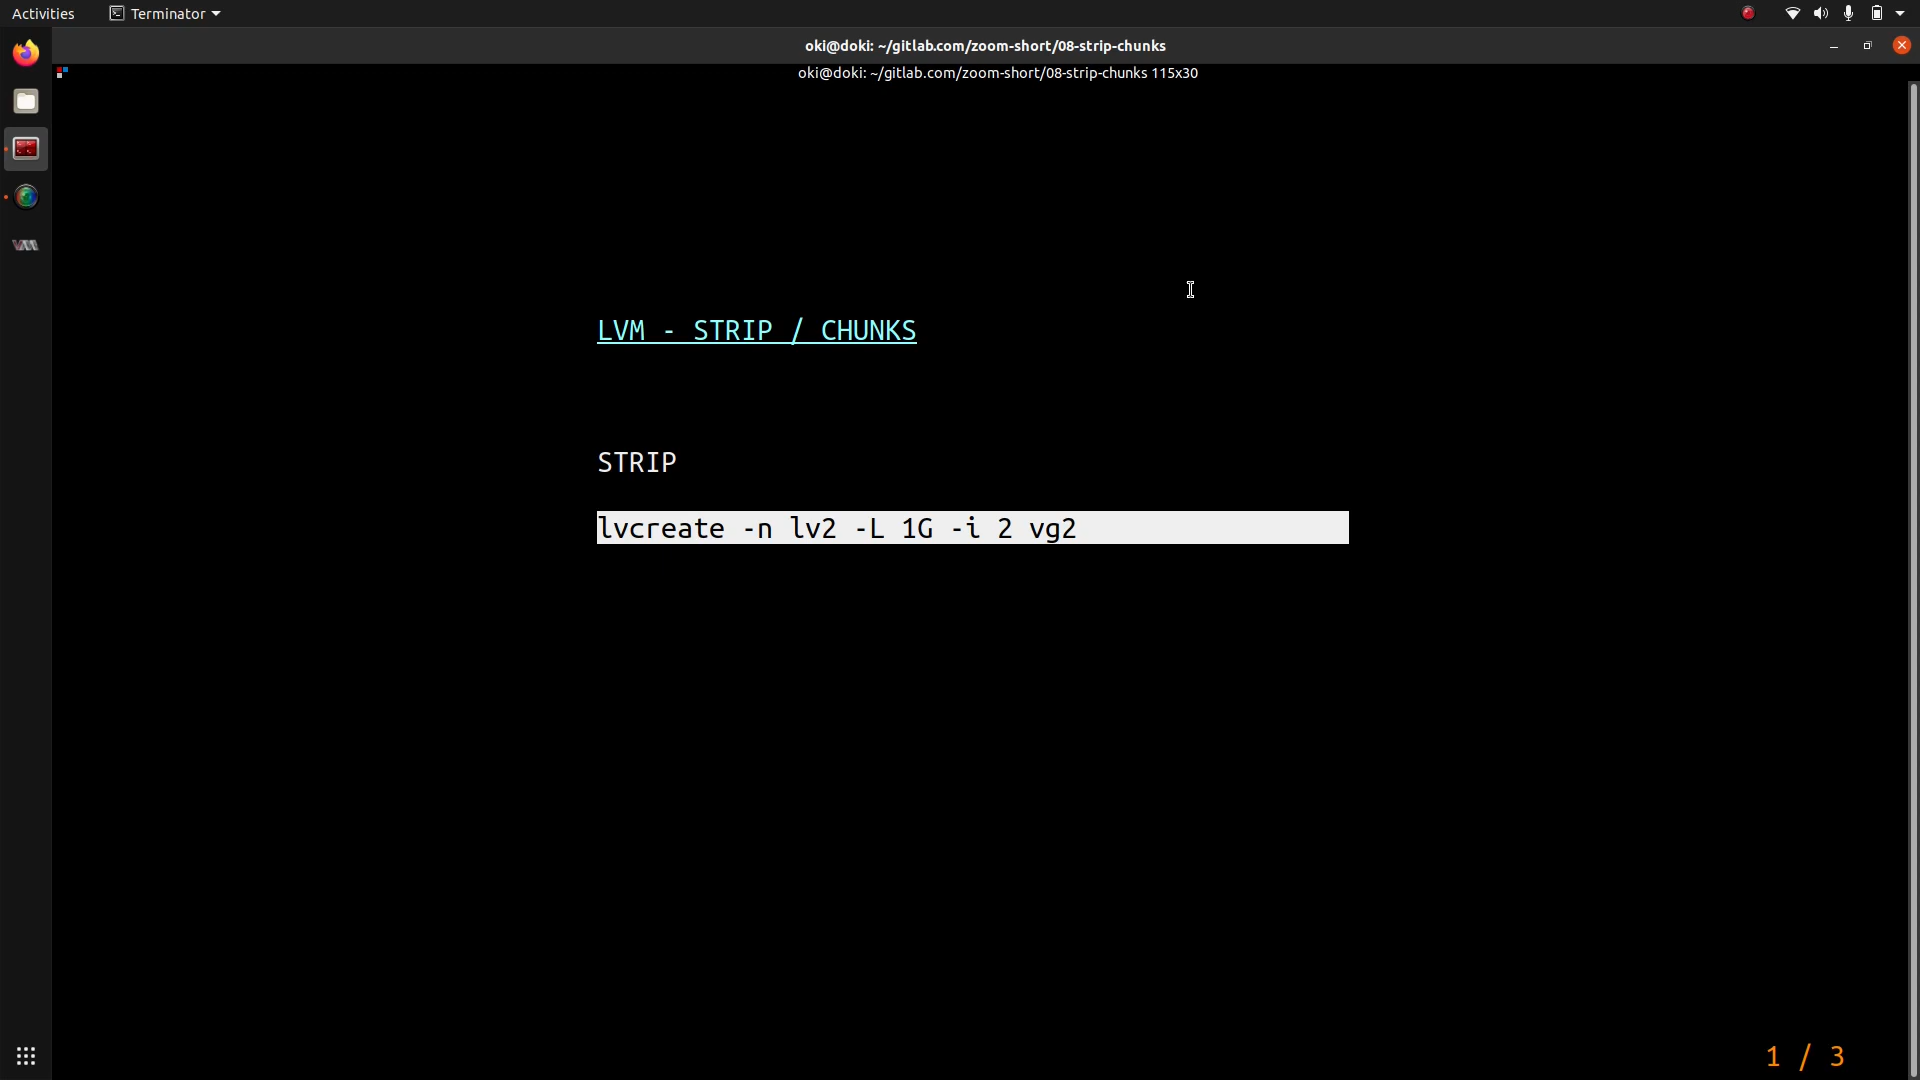 Activities
Terminator
oki@doki: ~/gitlab.com/zoom-short/08-strip-chunks
oki@doki: ~/gitlab.com/zoom-short/08-strip-chunks 115x30
LVM - STRIP / CHUNKS
STRIP
lvcreate -n lv2 -L 1G -i 2 vg2
1 / 3